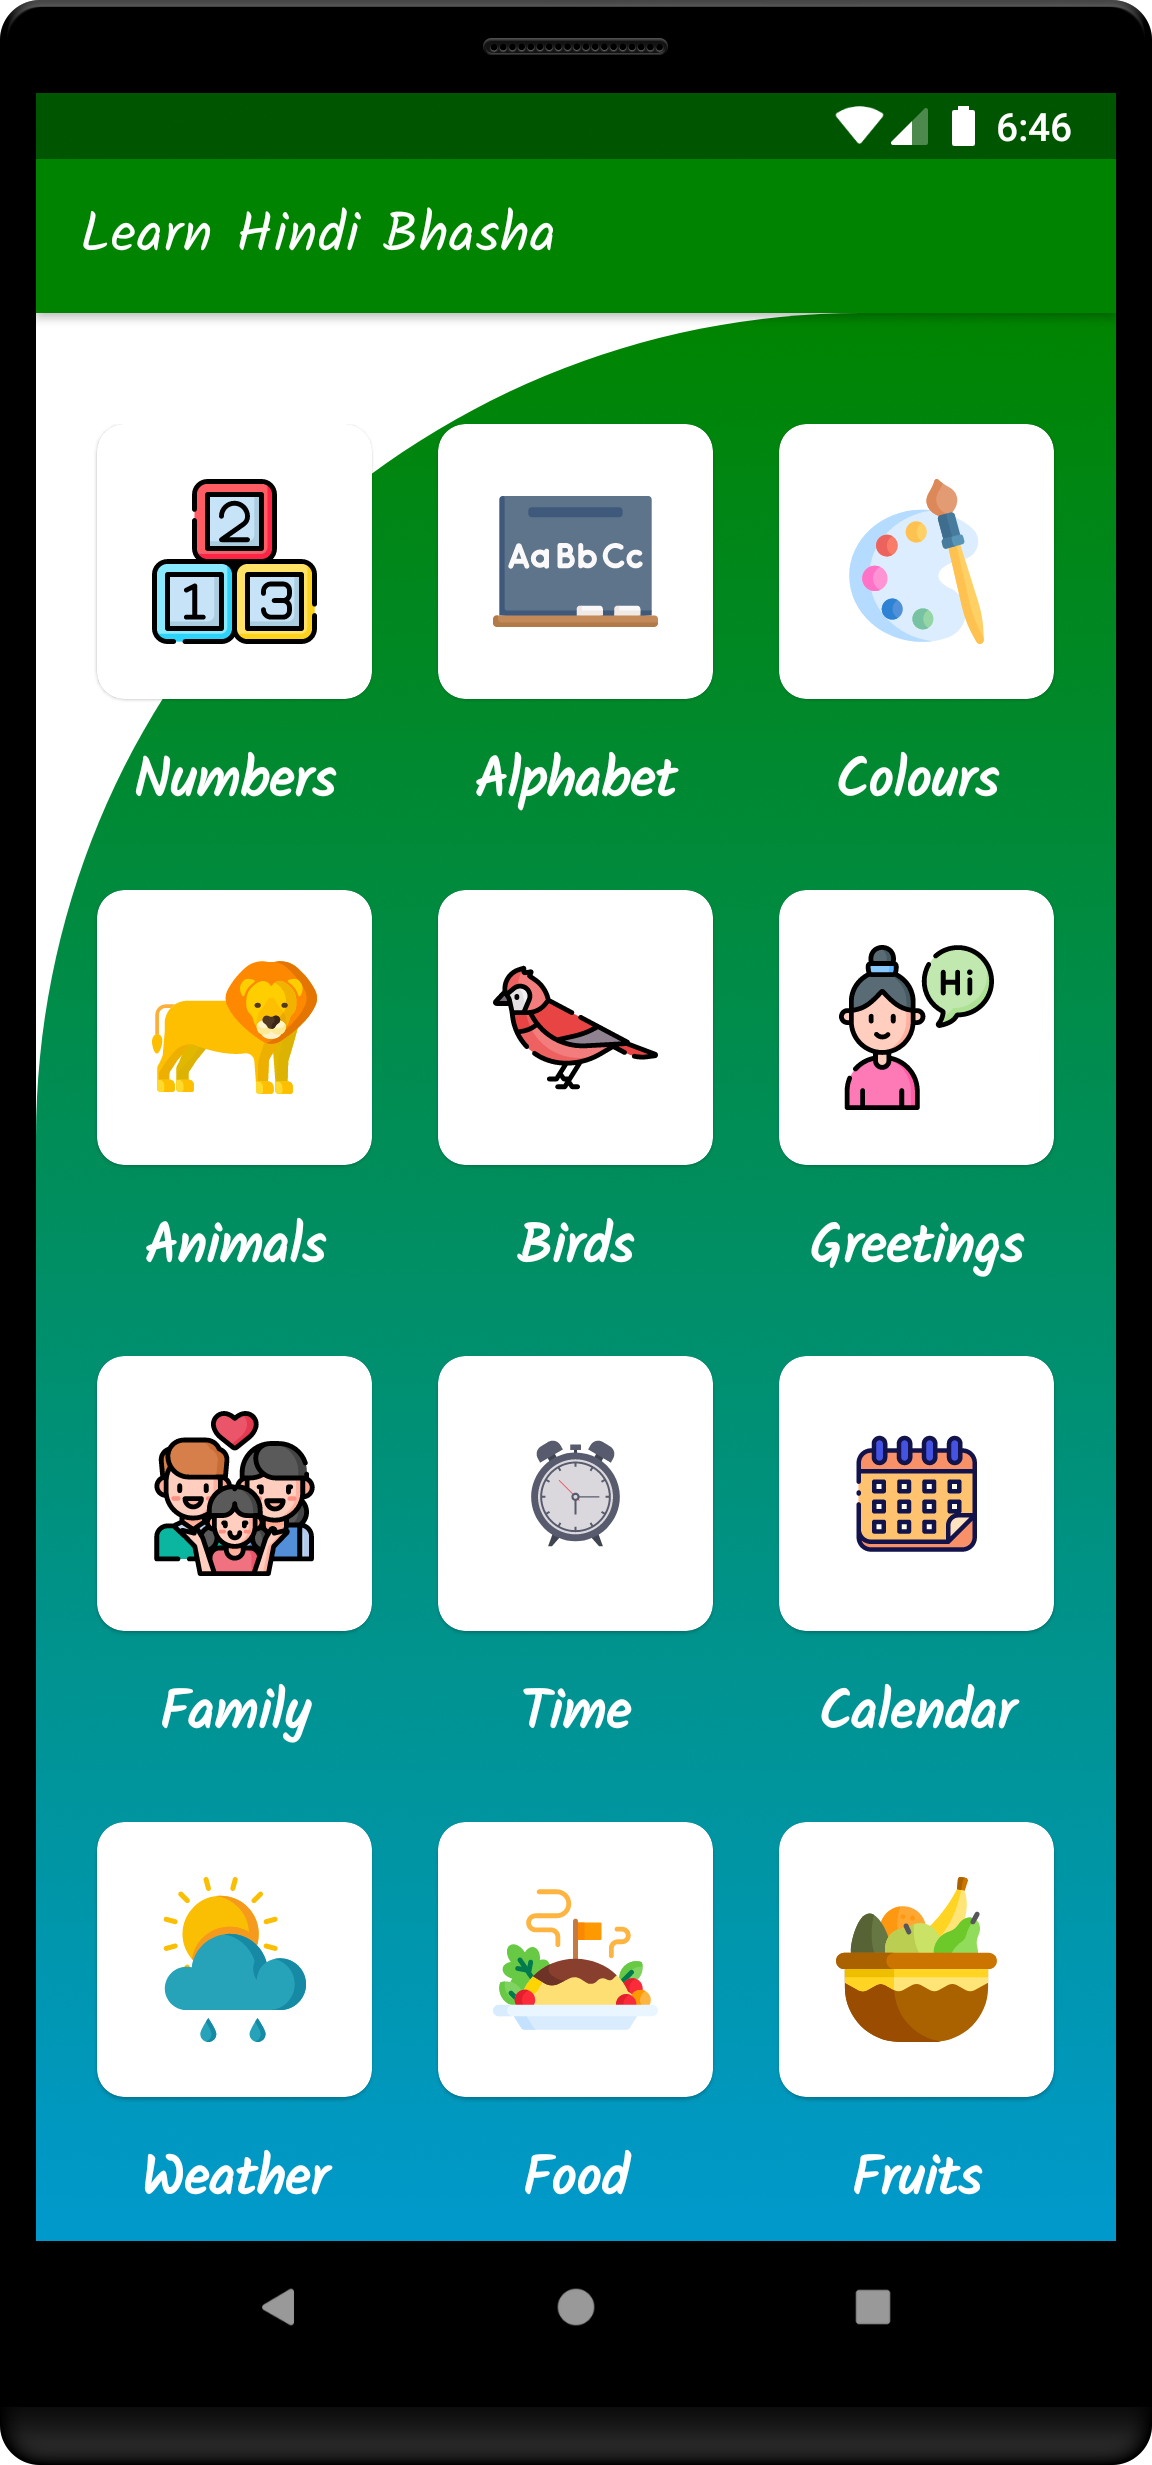 6:46
Learn Hindi Bhasha
2
1 3
Aa Bb Cc
Numbers Alphabet Colours
Hi
Animals Birds Greetings
Family Time Calendar
Weather Food Fruits